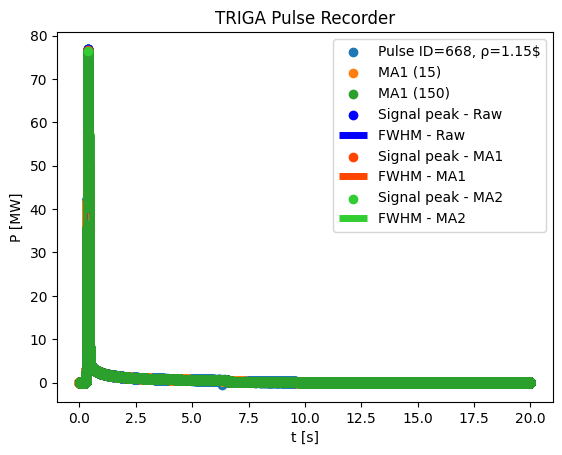 TRIGA Pulse Recorder
P [MW]
80
70
60
50
40
30
20
10
0
0.0 2.5 5.0 7.5 10.0 12.5 15.0 17.5 20.0
t [s]
Pulse ID=668, ρ=1.15$
MA1 (15)
MA1 (150)
Signal peak - Raw
FWHM - Raw
Signal peak - MA1
FWHM - MA1
Signal peak - MA2
FWHM - MA2